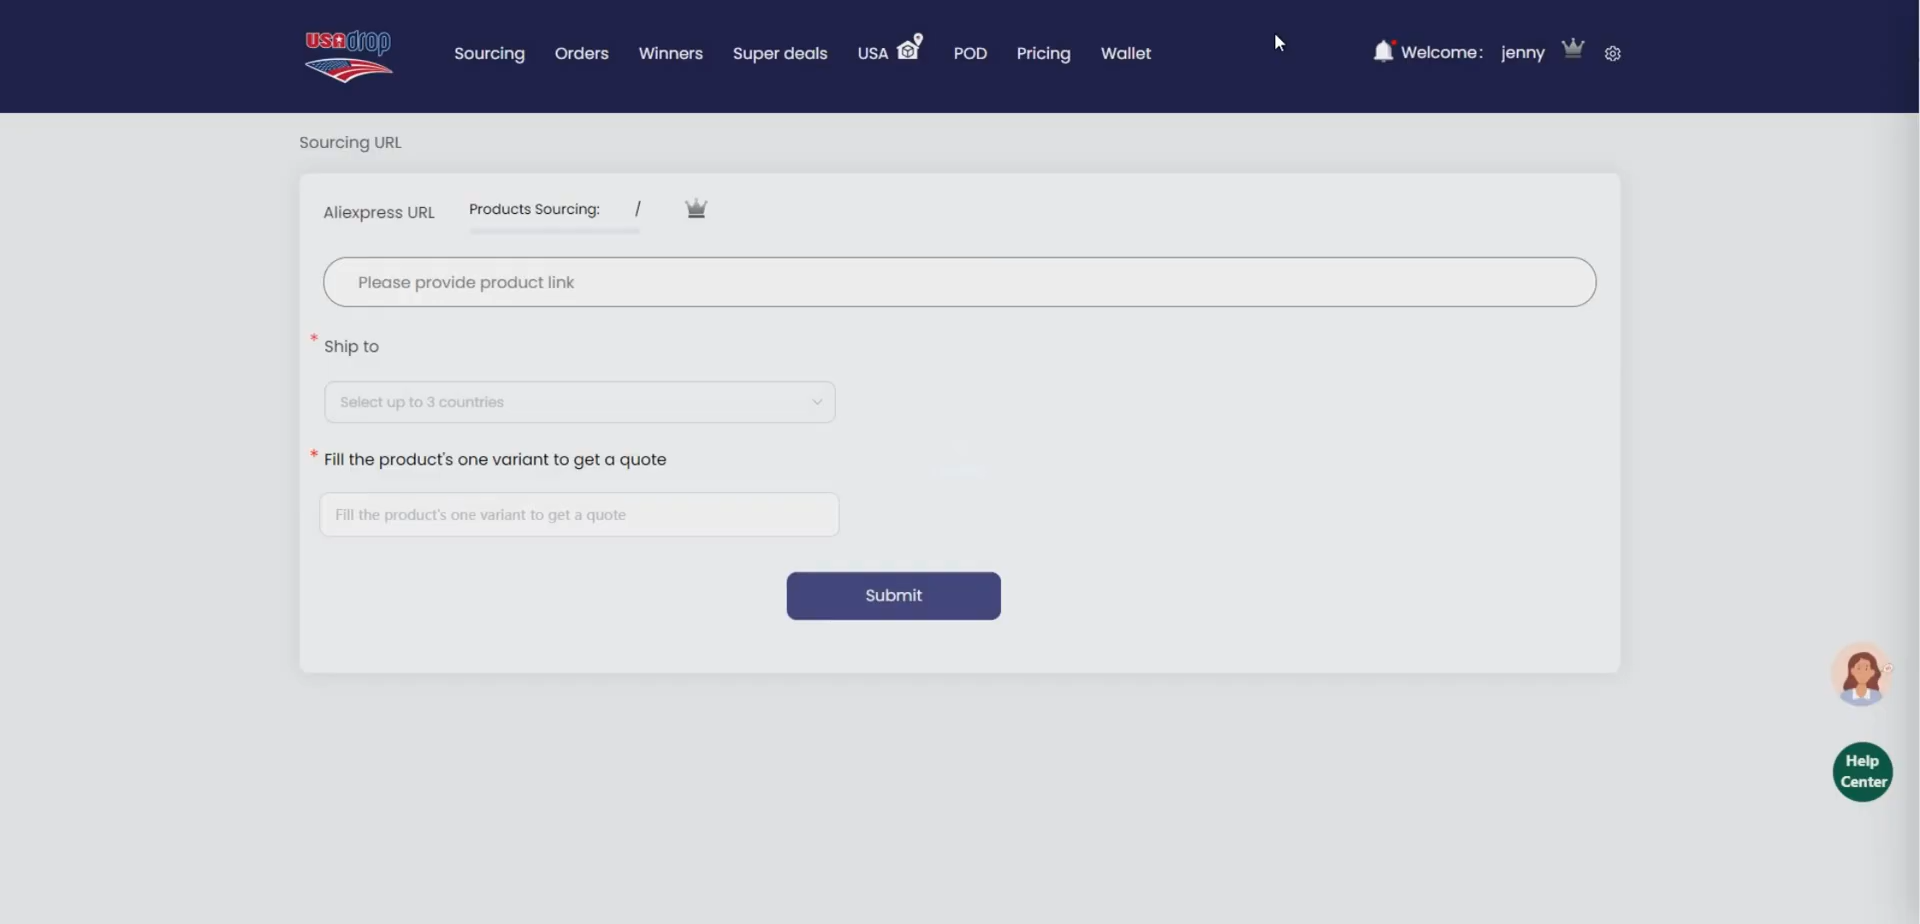 USAdrop
Sourcing
Orders
Winners
Super deals
USA
POD
Pricing
Wallet
Welcome: jenny
Sourcing URL
Aliexpress URL
Products Sourcing: /
Please provide product link
* Ship to
Select up to 3 countries
* Fill the product's one variant to get a quote
Fill the product's one variant to get a quote
Submit
Help
Center